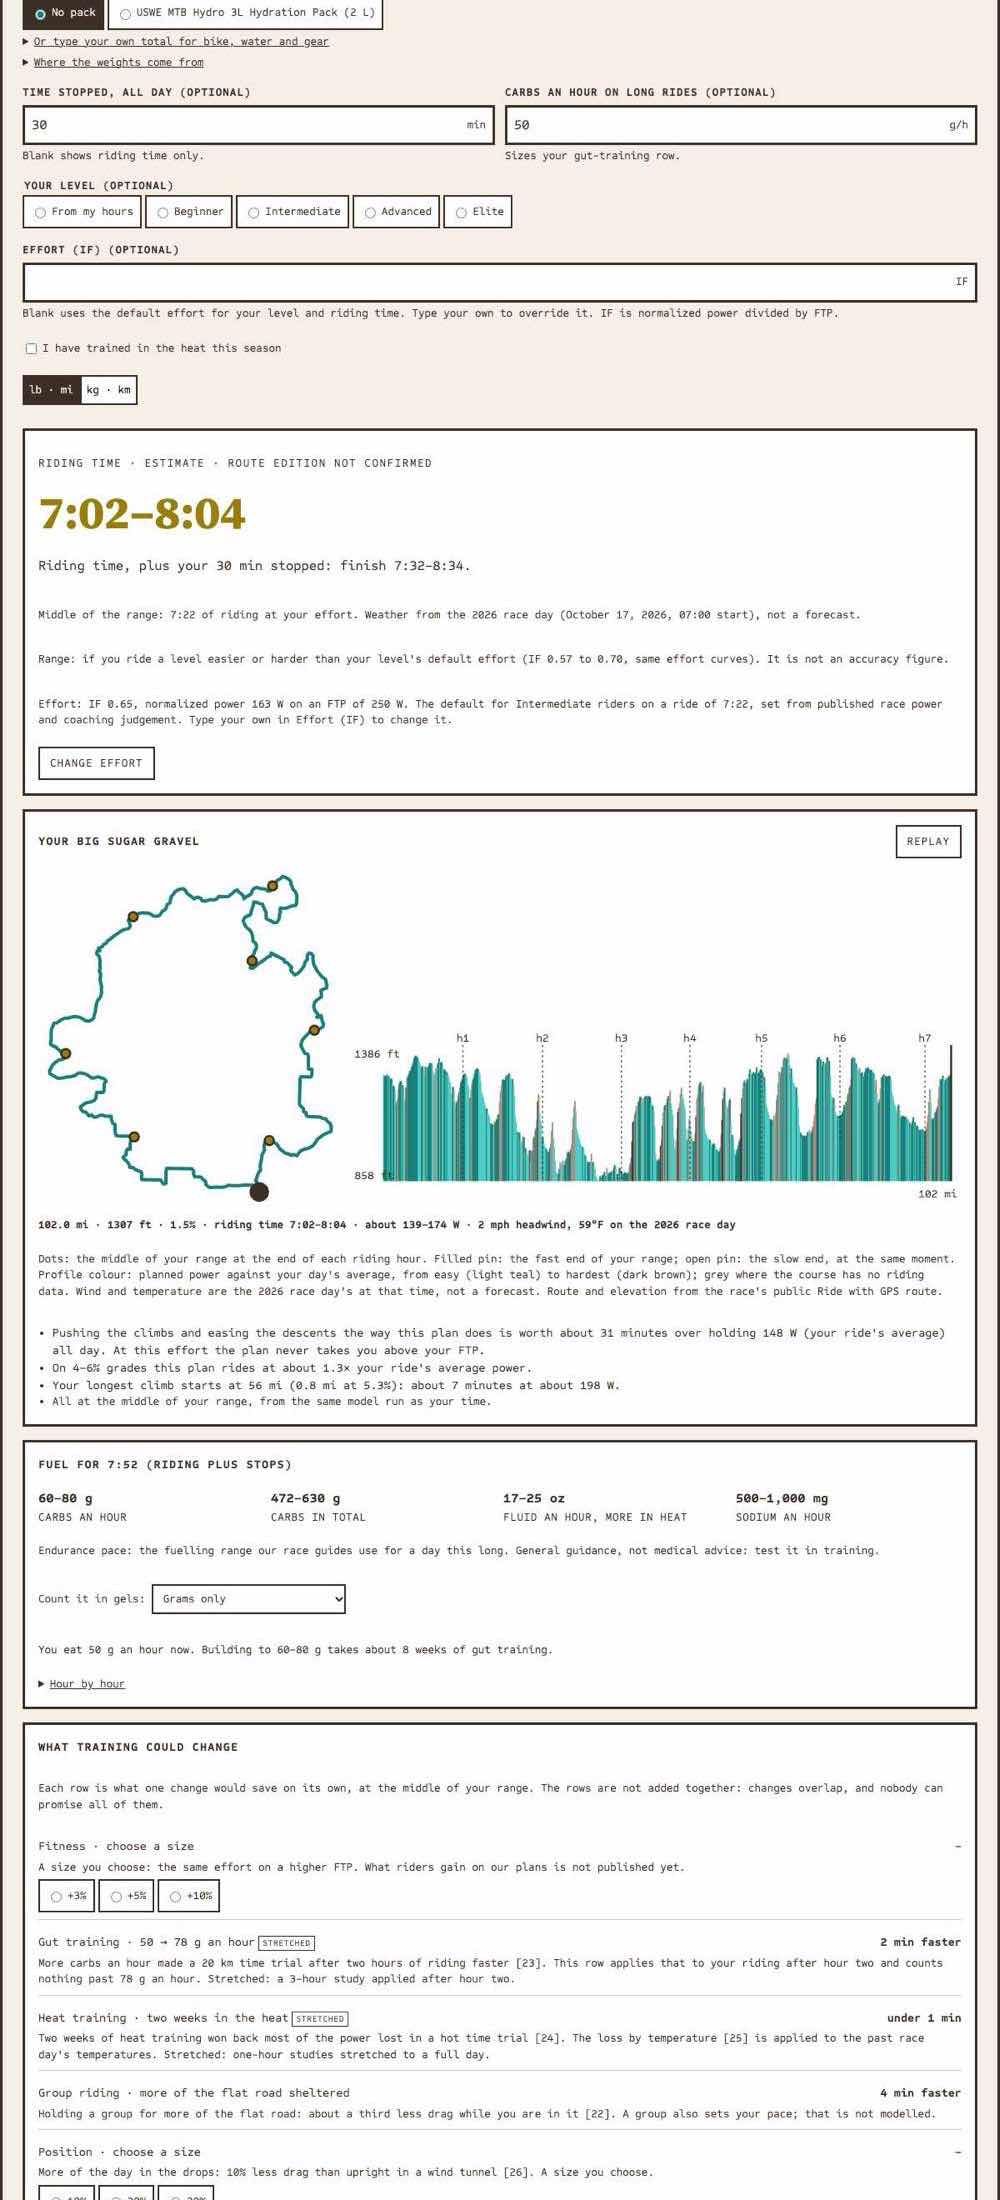 No pack
USWE MTB Hydro 3L Hydration Pack (2 L)
▶ Or type your own total for bike, water and gear
▶ Where the weights come from
TIME STOPPED, ALL DAY (OPTIONAL)
CARBS AN HOUR ON LONG RIDES (OPTIONAL)
30
min
50
g/h
Blank shows riding time only.
Sizes your gut-training row.
YOUR LEVEL (OPTIONAL)
From my hours
Beginner
Intermediate
Advanced
Elite
EFFORT (IF) (OPTIONAL)
IF
Blank uses the default effort for your level and riding time. Type your own to override it. IF is normalized power divided by FTP.
I have trained in the heat this season
lb · mi
kg · km
RIDING TIME · ESTIMATE · ROUTE EDITION NOT CONFIRMED
7:02–8:04
Riding time, plus your 30 min stopped: finish 7:32–8:34.
Middle of the range: 7:22 of riding at your effort. Weather from the 2026 race day (October 17, 2026, 07:00 start), not a forecast.
Range: if you ride a level easier or harder than your level's default effort (IF 0.57 to 0.70, same effort curves). It is not an accuracy figure.
Effort: IF 0.65, normalized power 163 W on an FTP of 250 W. The default for Intermediate riders on a ride of 7:22, set from published race power
and coaching judgement. Type your own in Effort (IF) to change it.
CHANGE EFFORT
YOUR BIG SUGAR GRAVEL
REPLAY
h1
h2
h3
h4
h5
h6
h7
1386 ft
858 ft
102 mi
102.0 mi · 1307 ft · 1.5% · riding time 7:02–8:04 · about 139–174 W · 2 mph headwind, 59°F on the 2026 race day
Dots: the middle of your range at the end of each riding hour. Filled pin: the fast end of your range; open pin: the slow end, at the same moment.
Profile colour: planned power against your day's average, from easy (light teal) to hardest (dark brown); grey where the course has no riding
data. Wind and temperature are the 2026 race day's at that time, not a forecast. Route and elevation from the race's public Ride with GPS route.
• Pushing the climbs and easing the descents the way this plan does is worth about 31 minutes over holding 148 W (your ride's average)
all day. At this effort the plan never takes you above your FTP.
• On 4–6% grades this plan rides at about 1.3× your ride's average power.
• Your longest climb starts at 56 mi (0.8 mi at 5.3%): about 7 minutes at about 198 W.
• All at the middle of your range, from the same model run as your time.
FUEL FOR 7:52 (RIDING PLUS STOPS)
60–80 g
472–630 g
17–25 oz
500–1,000 mg
CARBS AN HOUR
CARBS IN TOTAL
FLUID AN HOUR, MORE IN HEAT
SODIUM AN HOUR
Endurance pace: the fuelling range our race guides use for a day this long. General guidance, not medical advice: test it in training.
Count it in gels:
Grams only
You eat 50 g an hour now. Building to 60–80 g takes about 8 weeks of gut training.
▶ Hour by hour
WHAT TRAINING COULD CHANGE
Each row is what one change would save on its own, at the middle of your range. The rows are not added together: changes overlap, and nobody can
promise all of them.
Fitness · choose a size
–
A size you choose: the same effort on a higher FTP. What riders gain on our plans is not published yet.
+3%
+5%
+10%
Gut training · 50 → 78 g an hour STRETCHED
2 min faster
More carbs an hour made a 20 km time trial after two hours of riding faster [23]. This row applies that to your riding after hour two and counts
nothing past 78 g an hour. Stretched: a 3-hour study applied after hour two.
Heat training · two weeks in the heat STRETCHED
under 1 min
Two weeks of heat training won back most of the power lost in a hot time trial [24]. The loss by temperature [25] is applied to the past race
day's temperatures. Stretched: one-hour studies stretched to a full day.
Group riding · more of the flat road sheltered
4 min faster
Holding a group for more of the flat road: about a third less drag while you are in it [22]. A group also sets your pace; that is not modelled.
Position · choose a size
–
More of the day in the drops: 10% less drag than upright in a wind tunnel [26]. A size you choose.